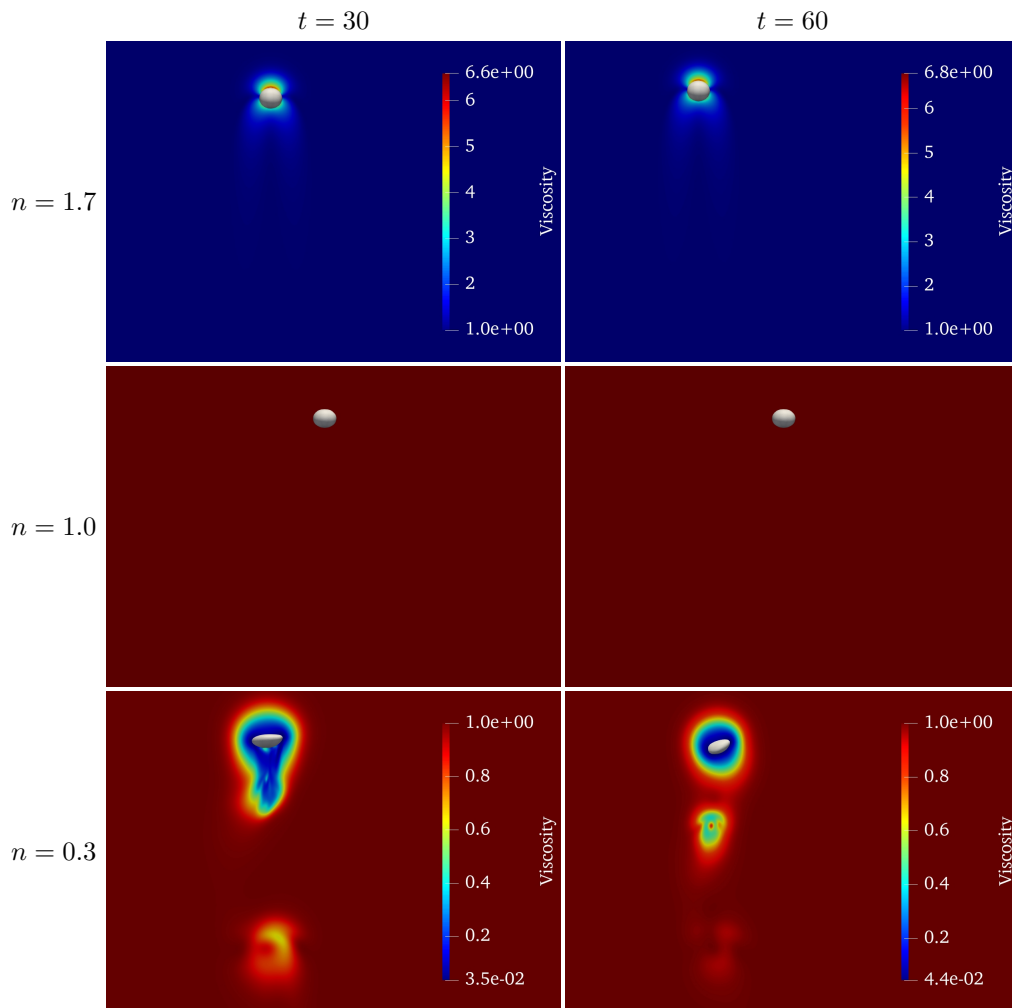 t = 30
t = 60
n = 1.7
6.6e+00
6
5
4
3
2
1.0e+00
Viscosity
6.8e+00
6
5
4
3
2
1.0e+00
Viscosity
n = 1.0
n = 0.3
1.0e+00
0.8
0.6
0.4
0.2
3.5e-02
Viscosity
1.0e+00
0.8
0.6
0.4
0.2
4.4e-02
Viscosity